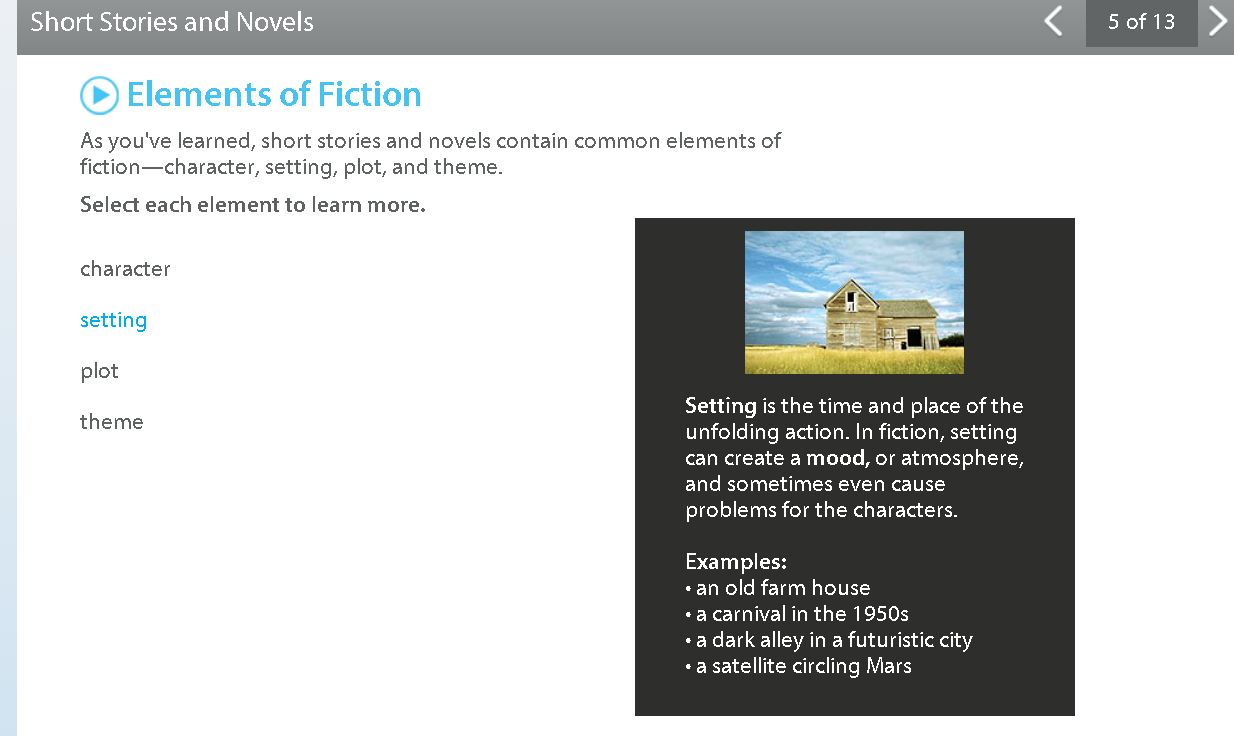 Short Stories and Novels
5 of 13
Elements of Fiction
As you've learned, short stories and novels contain common elements of
fiction—character, setting, plot, and theme.
Select each element to learn more.
character
setting
plot
theme
Setting is the time and place of the
unfolding action. In fiction, setting
can create a mood, or atmosphere,
and sometimes even cause
problems for the characters.
Examples:
• an old farm house
• a carnival in the 1950s
• a dark alley in a futuristic city
• a satellite circling Mars